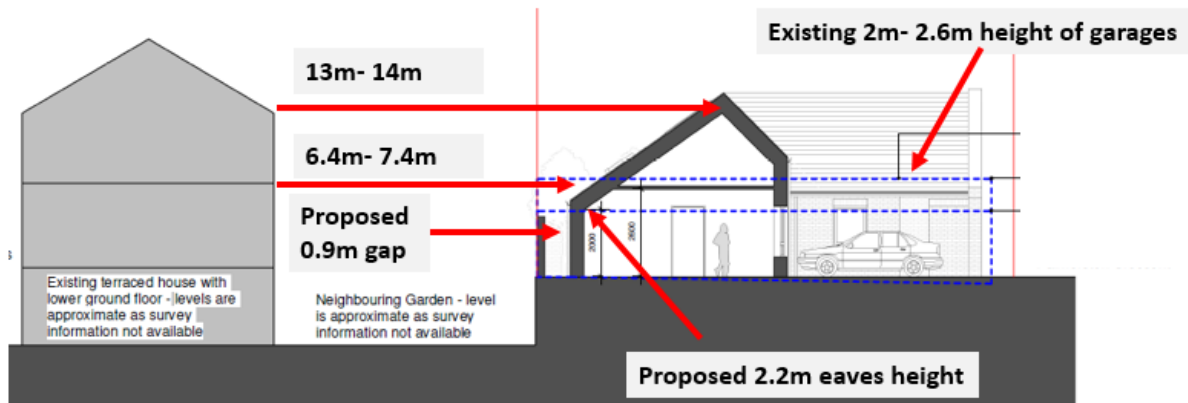 Existing 2m- 2.6m height of garages
13m- 14m
6.4m- 7.4m
Proposed
0.9m gap
2000
2600
Existing terraced house with
lower ground floor - levels are
approximate as survey
information not available
Neighbouring Garden - level
is approximate as survey
information not available
Proposed 2.2m eaves height